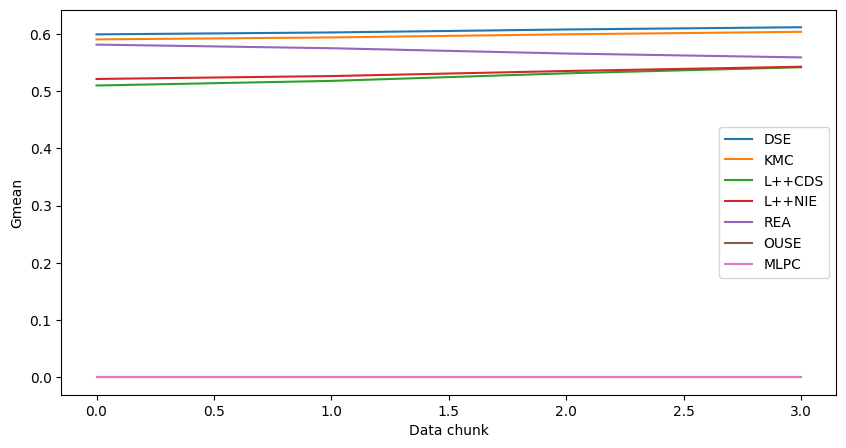 0.6
0.5
0.4
0.3
0.2
0.1
0.0
Gmean
DSE
KMC
L++CDS
L++NIE
REA
OUSE
MLPC
0.0 0.5 1.0 1.5 2.0 2.5 3.0
Data chunk